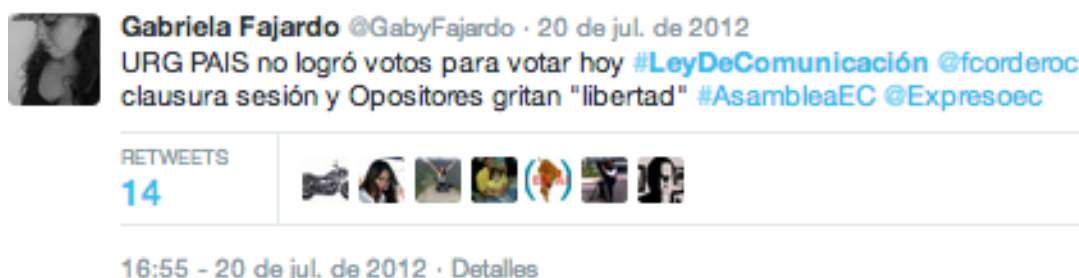 Gabriela Fajardo @GabyFajardo · 20 de jul. de 2012
URG PAIS no logró votos para votar hoy #LeyDeComunicación @fcorderoc
clausura sesión y Opositores gritan "libertad" #AsambleaEC @Expresoec
RETWEETS
14
16:55 - 20 de jul. de 2012 · Detalles